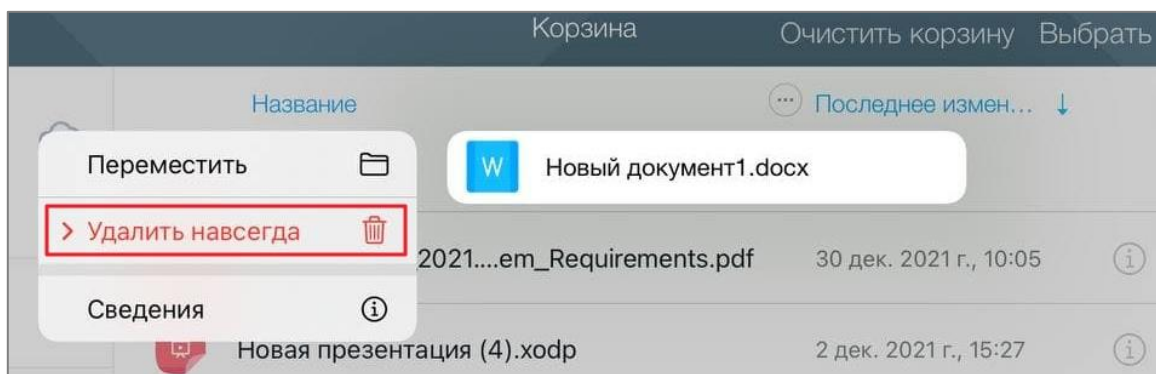 Корзина Очистить корзину Выбрать
Название Последнее измен... ↓
Переместить
W Новый документ1.docx
> Удалить навсегда
2021....em_Requirements.pdf 30 дек. 2021 г., 10:05
Сведения
Новая презентация (4).xodp 2 дек. 2021 г., 15:27